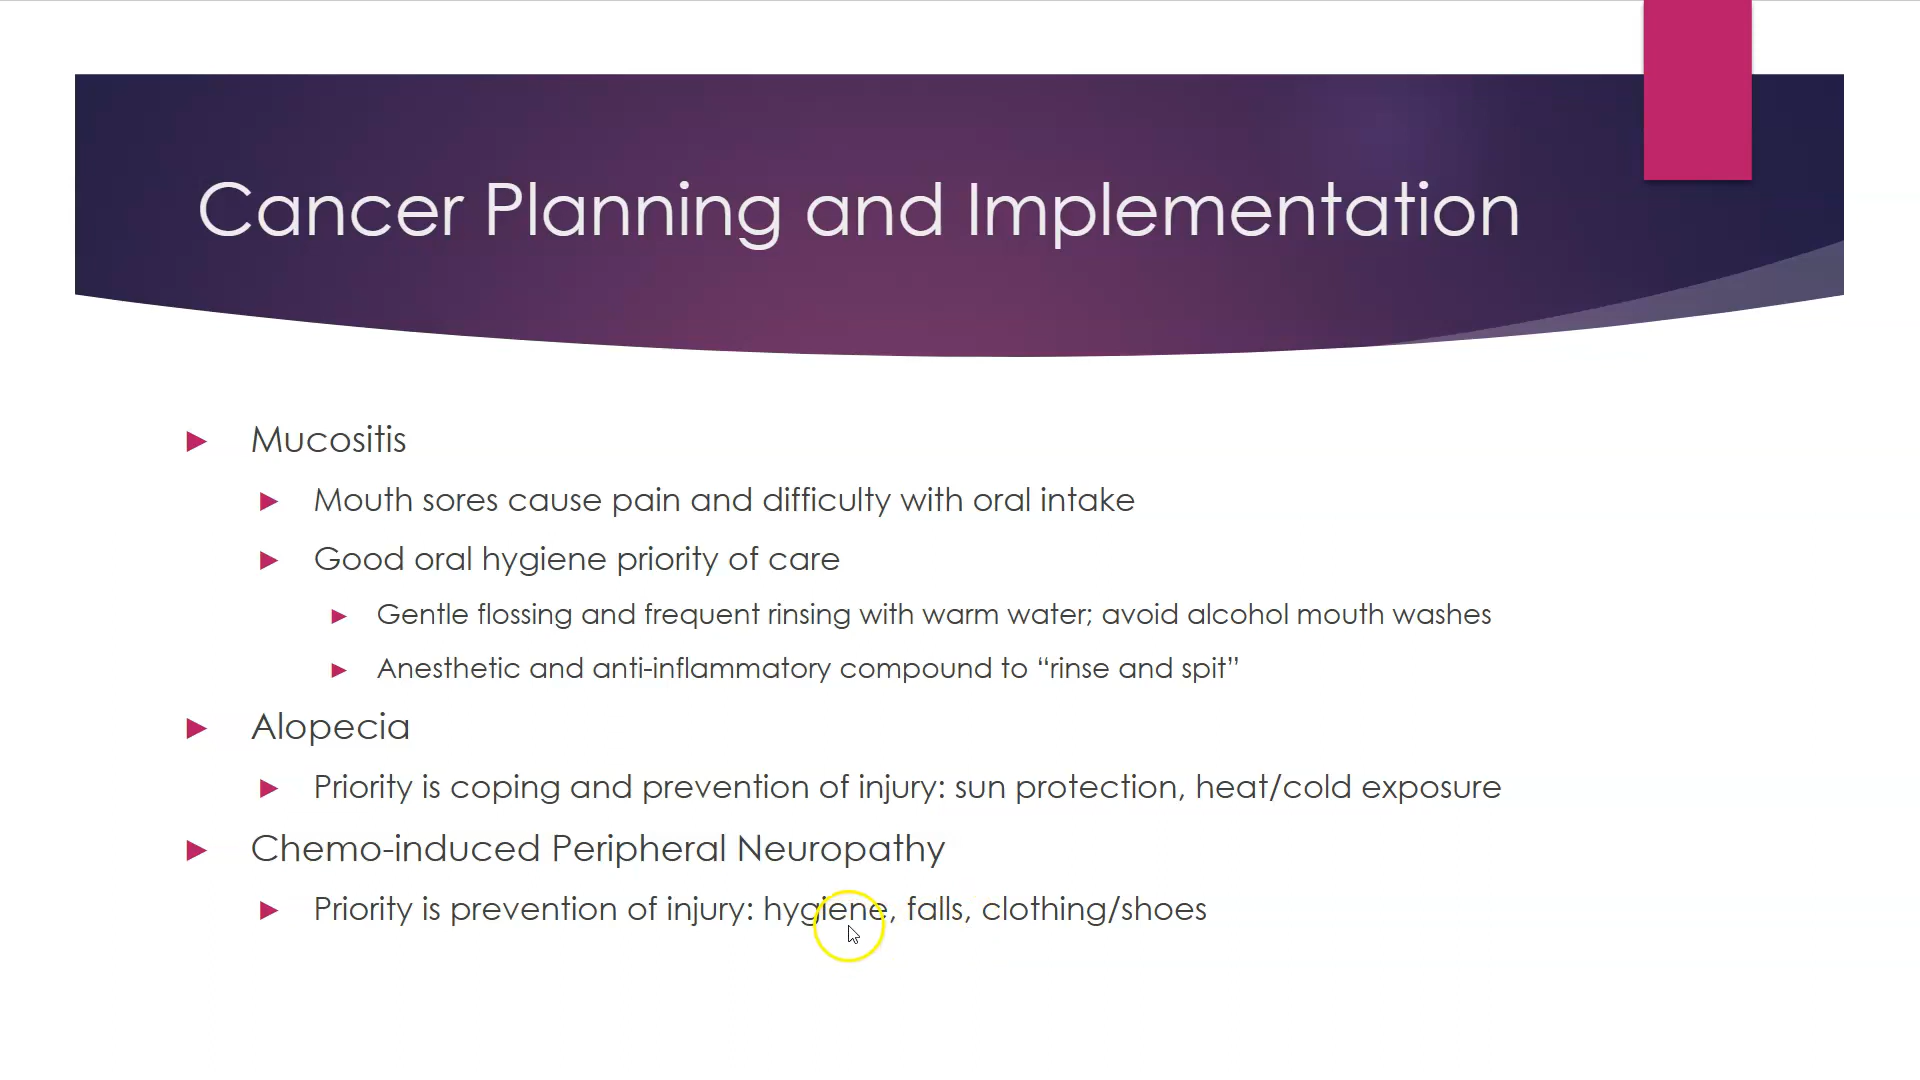 Cancer Planning and Implementation
Mucositis
Mouth sores cause pain and difficulty with oral intake
Good oral hygiene priority of care
Gentle flossing and frequent rinsing with warm water; avoid alcohol mouth washes
Anesthetic and anti-inflammatory compound to “rinse and spit”
Alopecia
Priority is coping and prevention of injury: sun protection, heat/cold exposure
Chemo-induced Peripheral Neuropathy
Priority is prevention of injury: hygiene, falls, clothing/shoes